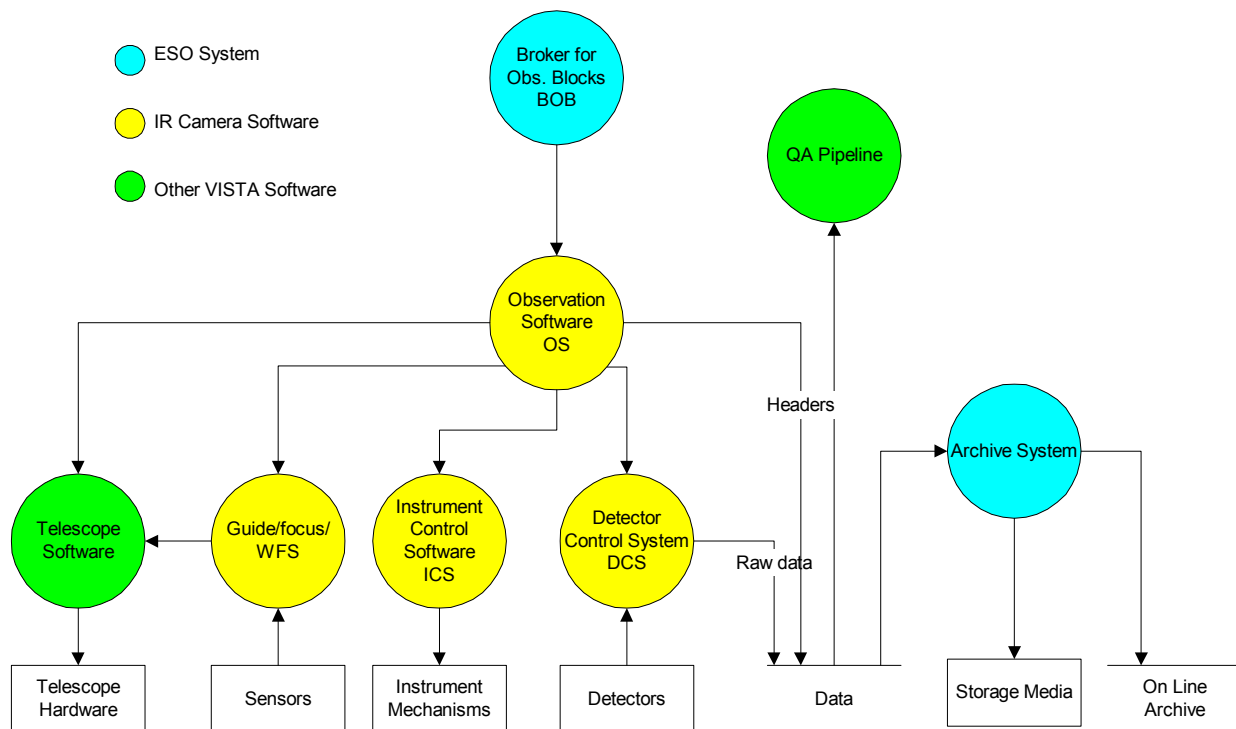 ESO System
IR Camera Software
Other VISTA Software
Broker for
Obs. Blocks
BOB
QA Pipeline
Observation
Software
OS
Headers
Archive System
Telescope
Software
Guide/focus/
WFS
Instrument
Control
Software
ICS
Detector
Control System
DCS
Raw data
Telescope
Hardware
Sensors
Instrument
Mechanisms
Detectors
Data
Storage Media
On Line
Archive